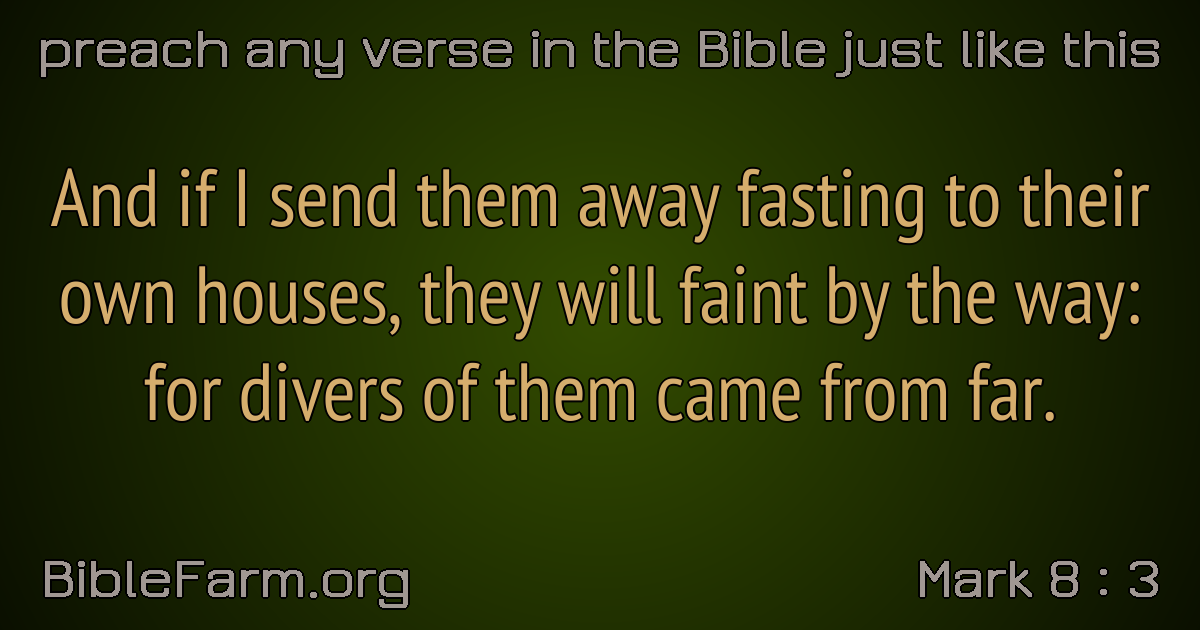 preach any verse in the Bible just like this
And if I send them away fasting to their
own houses, they will faint by the way:
for divers of them came from far.
BibleFarm.org
Mark 8 : 3